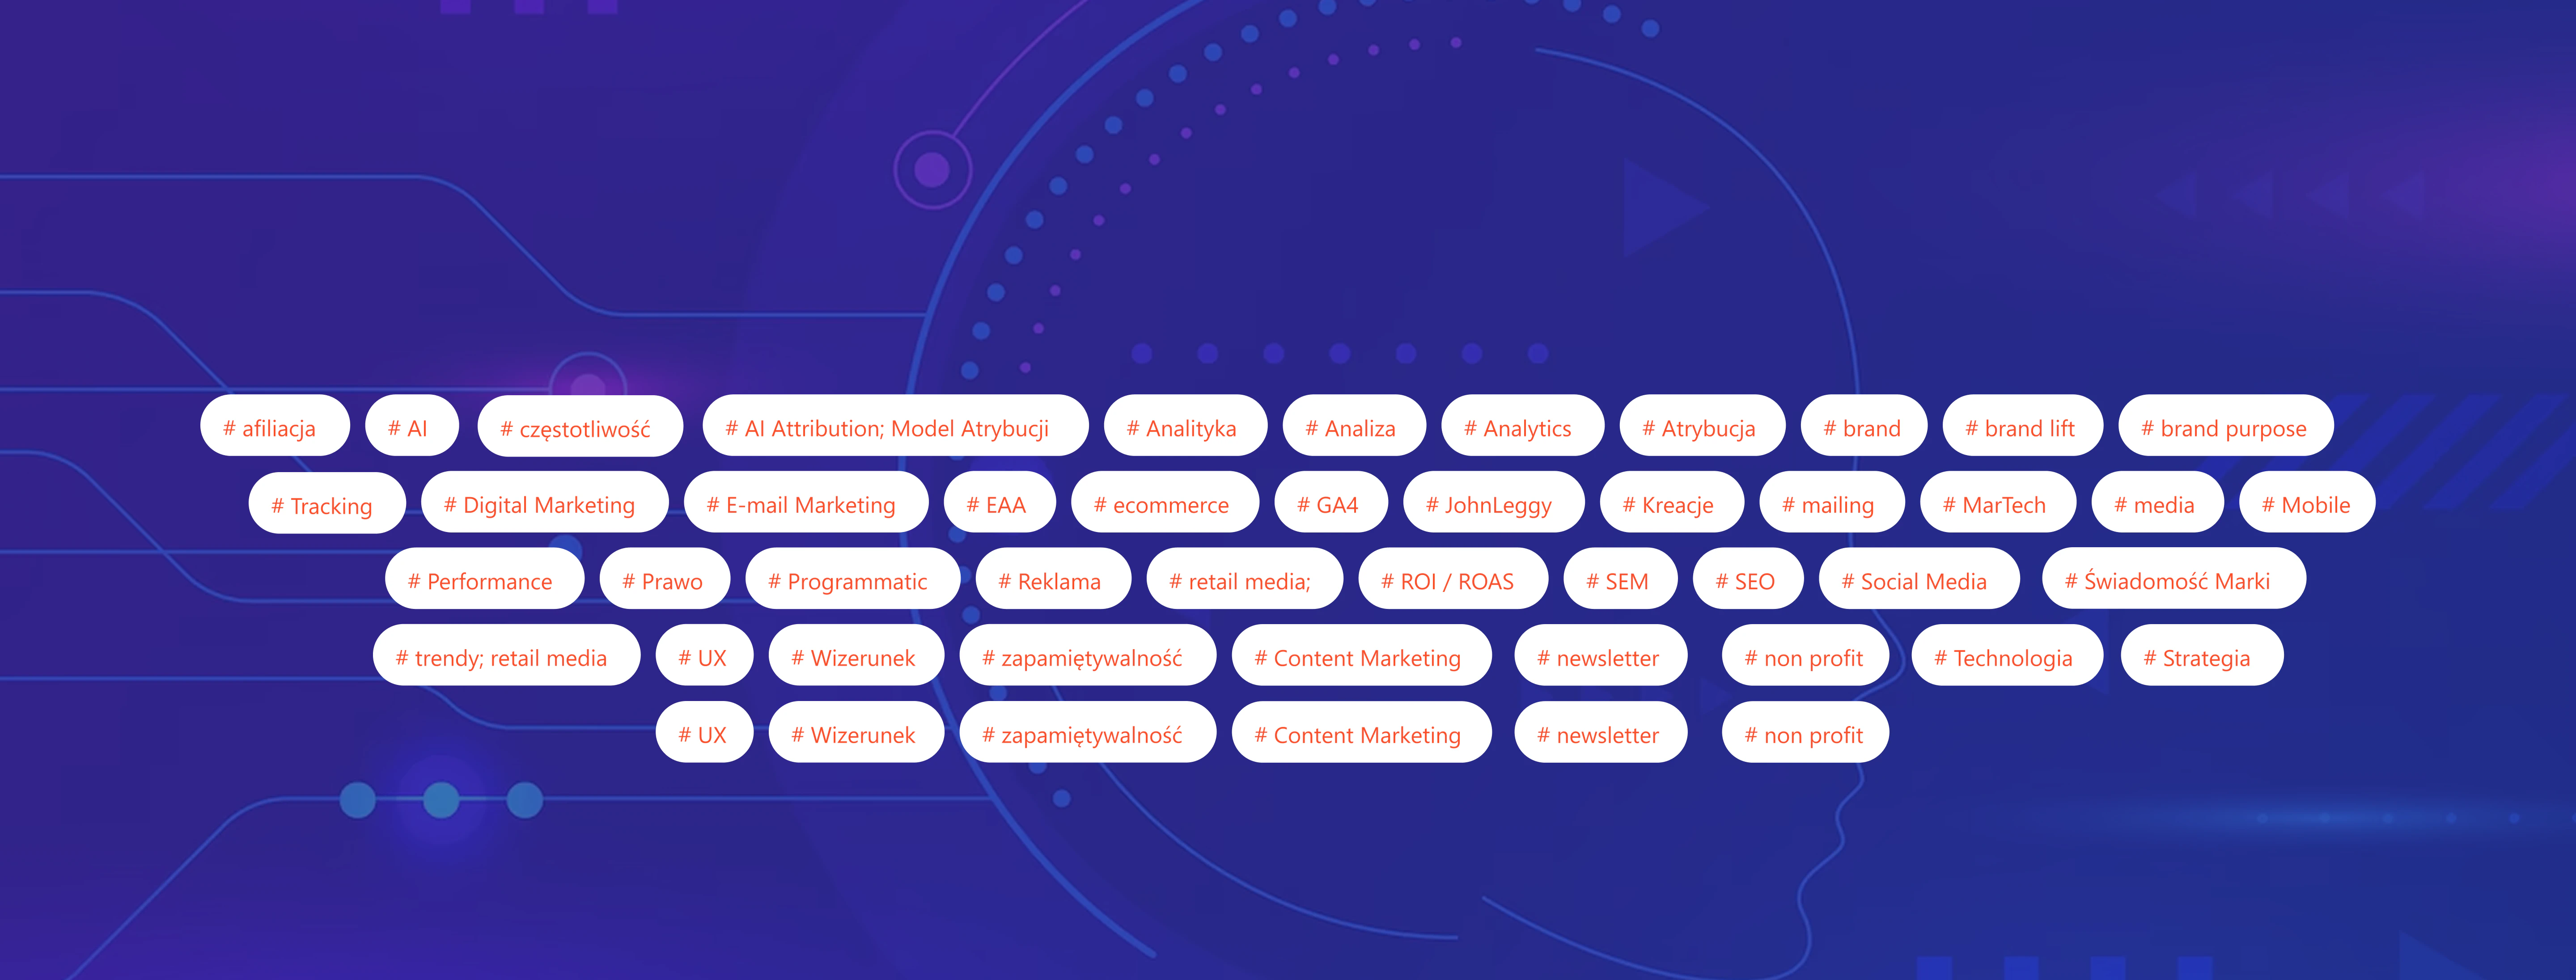 # afiliacja # AI # częstotliwość # AI Attribution; Model Atrybucji # Analityka # Analiza # Analytics # Atrybucja # brand # brand lift # brand purpose
# Tracking # Digital Marketing # E-mail Marketing # EAA # ecommerce # GA4 # JohnLeggy # Kreacje # mailing # MarTech # media # Mobile
# Performance # Prawo # Programmatic # Reklama # retail media; # ROI / ROAS # SEM # SEO # Social Media # Świadomość Marki
# trendy; retail media # UX # Wizerunek # zapamiętywalność # Content Marketing # newsletter # non profit # Technologia # Strategia
# UX # Wizerunek # zapamiętywalność # Content Marketing # newsletter # non profit